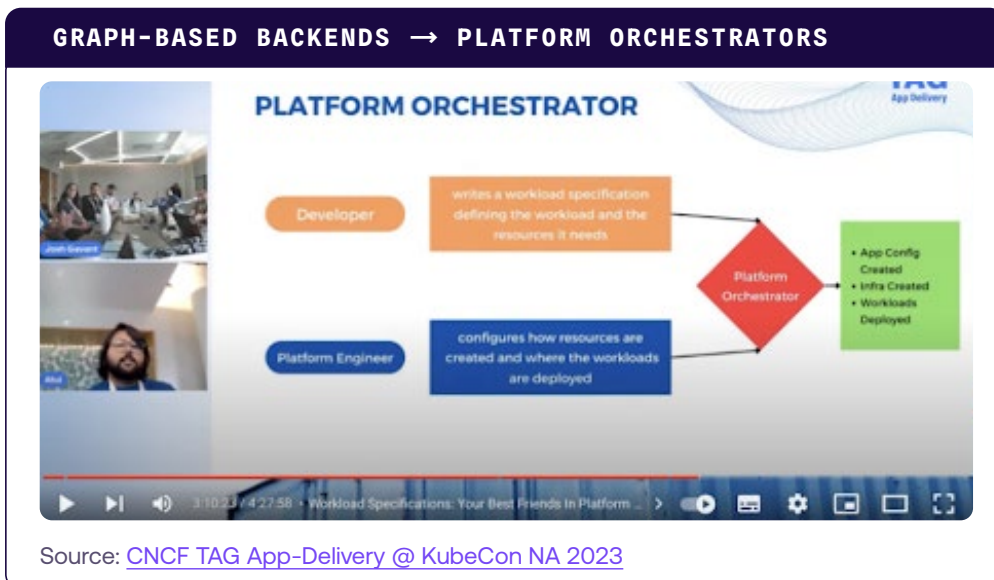 GRAPH-BASED BACKENDS → PLATFORM ORCHESTRATORS
TAG
App Delivery
PLATFORM ORCHESTRATOR
Developer
writes a workload specification
defining the workload and the
resources it needs
Platform
Orchestrator
• App Config
Created
• Infra Created
• Workloads
Deployed
Platform Engineer
configures how resources are
created and where the workloads
are deployed
Josh Gavant
Atul
3:10:23 / 4:27:58 • Workload Specifications: Your Best Friends In Platform ...
Source: CNCF TAG App-Delivery @ KubeCon NA 2023